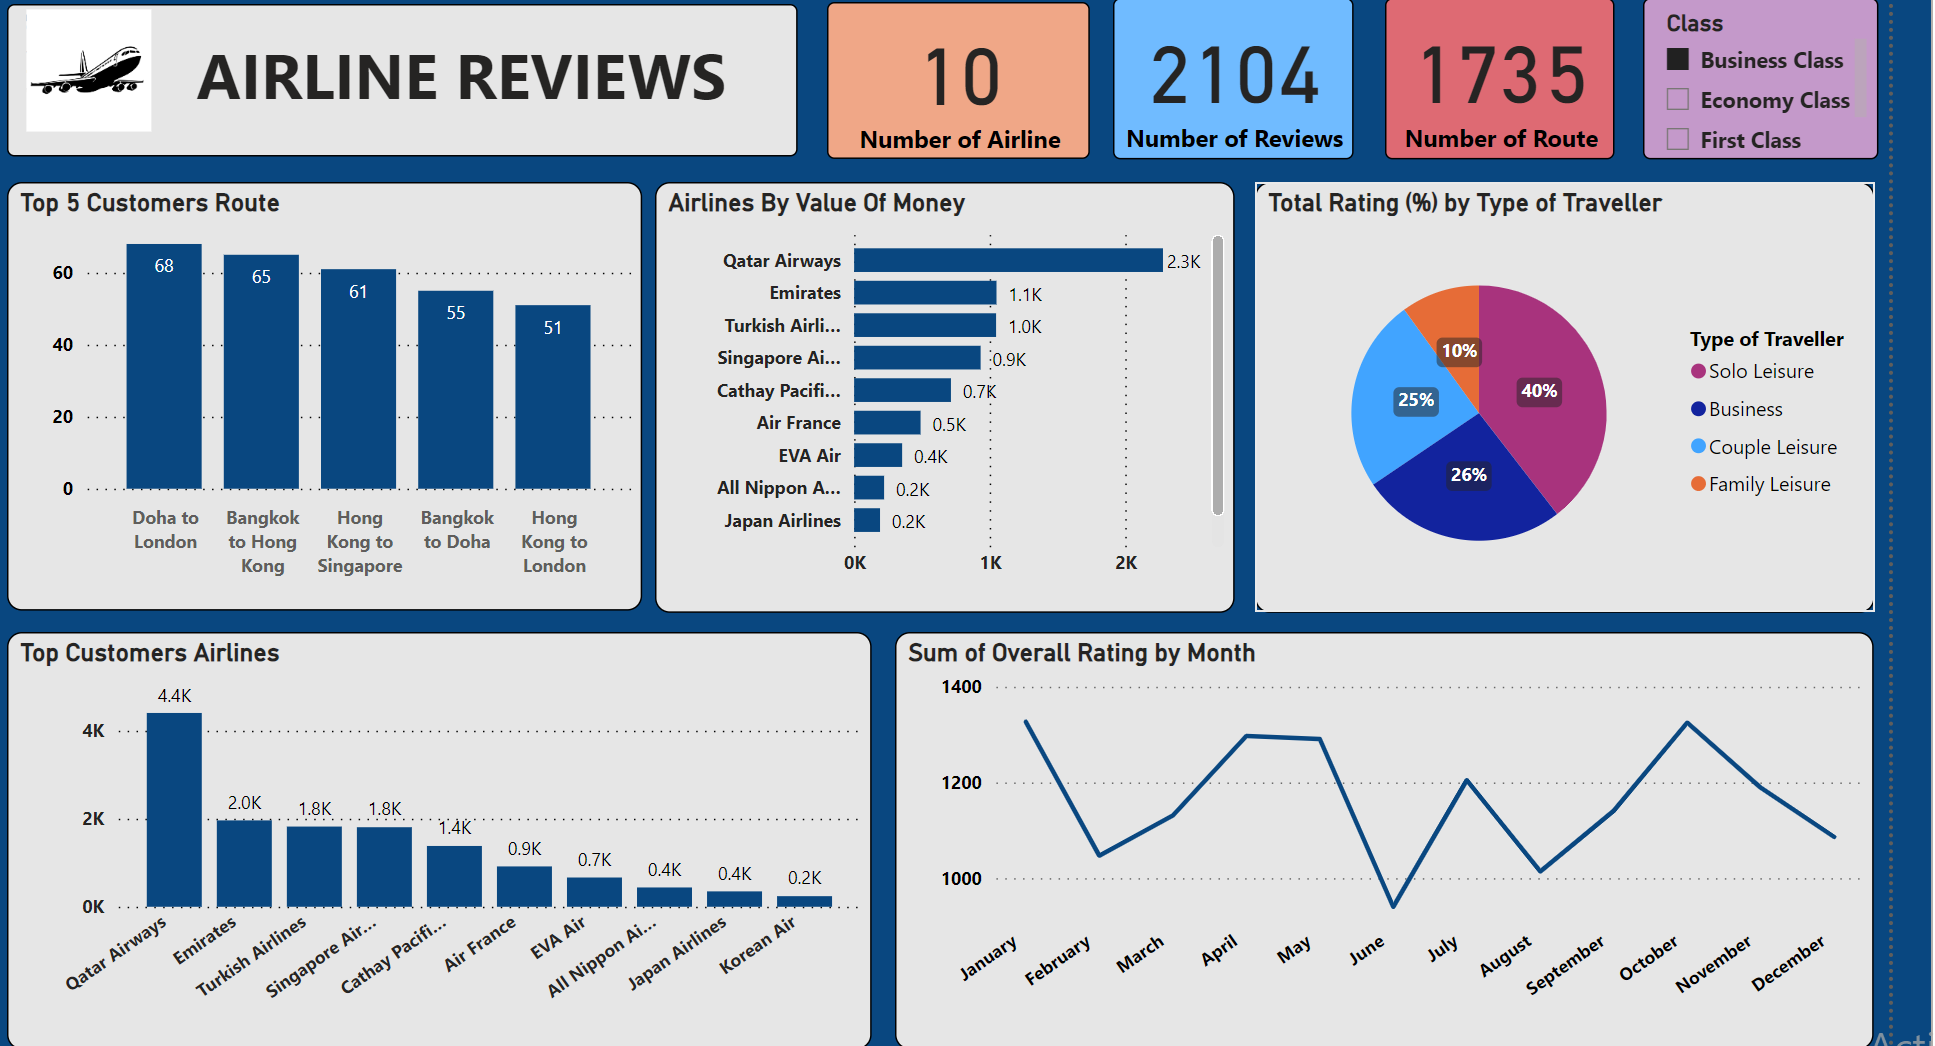 AIRLINE REVIEWS
10
Number of Airline
2104
Number of Reviews
1735
Number of Route
Class
Business Class
Economy Class
First Class
Top 5 Customers Route
60
40
20
0
68
65
61
55
51
Doha to
London
Bangkok
to Hong
Kong
Hong
Kong to
Singapore
Bangkok
to Doha
Hong
Kong to
London
Airlines By Value Of Money
Qatar Airways 2.3K
Emirates 1.1K
Turkish Airli... 1.0K
Singapore Ai... 0.9K
Cathay Pacifi... 0.7K
Air France 0.5K
EVA Air 0.4K
All Nippon A... 0.2K
Japan Airlines 0.2K
0K 1K 2K
Total Rating (%) by Type of Traveller
10%
40%
25%
26%
Type of Traveller
Solo Leisure
Business
Couple Leisure
Family Leisure
Top Customers Airlines
4K
2K
0K
4.4K
2.0K
1.8K
1.8K
1.4K
0.9K
0.7K
0.4K
0.4K
0.2K
Qatar Airways
Emirates
Turkish Airlines
Singapore Air...
Cathay Pacifi...
Air France
EVA Air
All Nippon Ai...
Japan Airlines
Korean Air
Sum of Overall Rating by Month
1400
1200
1000
January
February
March
April
May
June
July
August
September
October
November
December